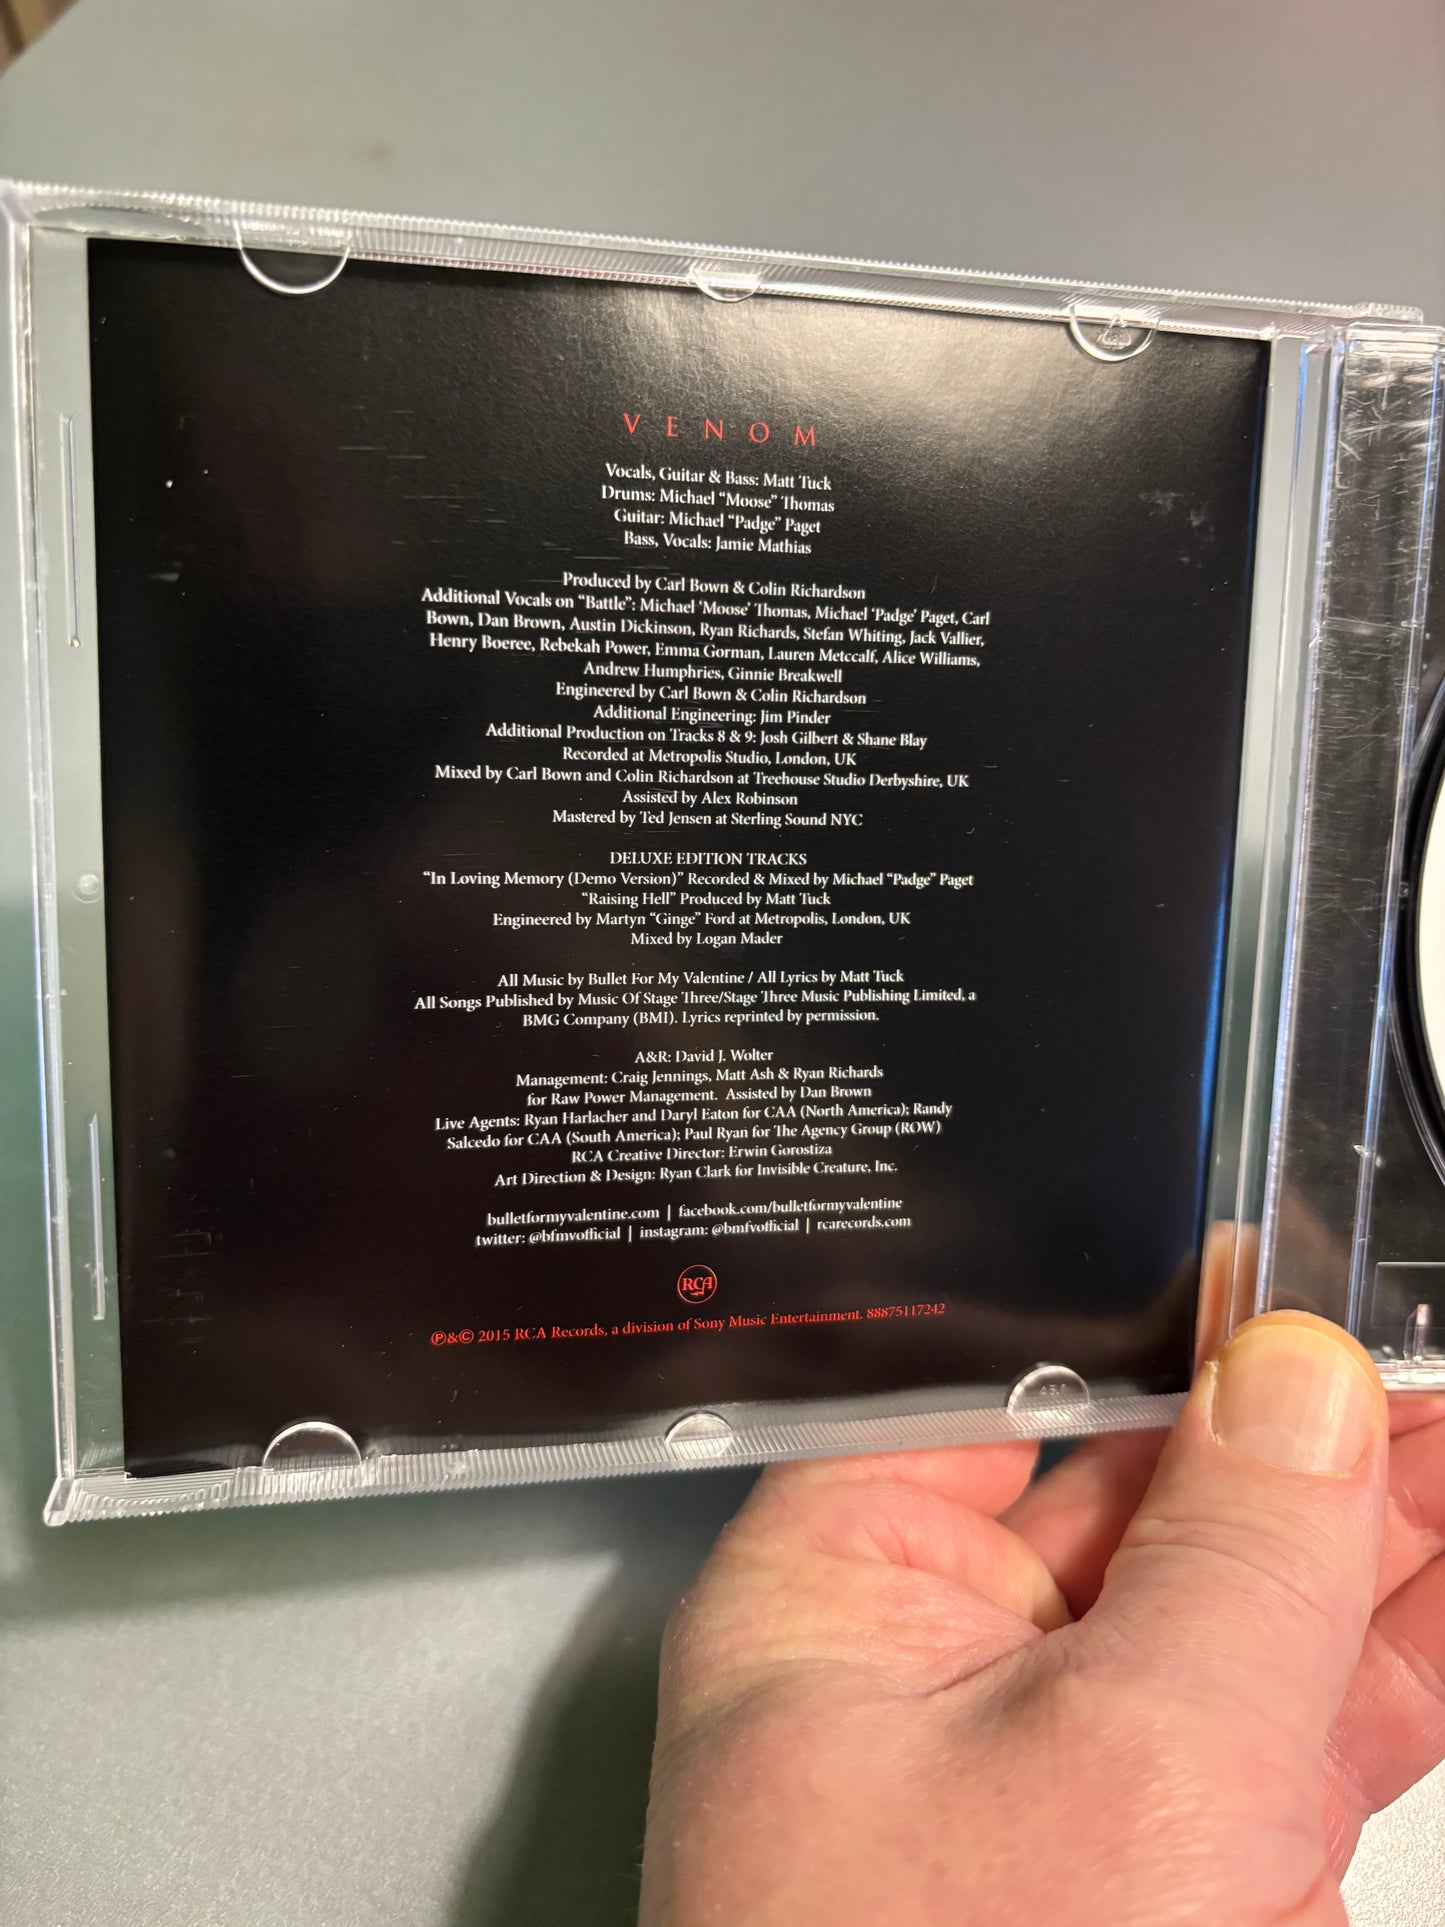 VENOM
Vocals, Guitar & Bass: Matt Tuck
Drums: Michael “Moose” Thomas
Guitar: Michael “Padge” Paget
Bass, Vocals: Jamie Mathias
Produced by Carl Bown & Colin Richardson
Additional Vocals on “Battle”: Michael ‘Moose’ Thomas, Michael ‘Padge’ Paget, Carl
Bown, Dan Brown, Austin Dickinson, Ryan Richards, Stefan Whiting, Jack Vallier,
Henry Boeree, Rebekah Power, Emma Gorman, Lauren Metccalf, Alice Williams,
Andrew Humphries, Ginnie Breakwell
Engineered by Carl Bown & Colin Richardson
Additional Engineering: Jim Pinder
Additional Production on Tracks 8 & 9: Josh Gilbert & Shane Blay
Recorded at Metropolis Studio, London, UK
Mixed by Carl Bown and Colin Richardson at Treehouse Studio Derbyshire, UK
Assisted by Alex Robinson
Mastered by Ted Jensen at Sterling Sound NYC
DELUXE EDITION TRACKS
“In Loving Memory (Demo Version)” Recorded & Mixed by Michael “Padge” Paget
“Raising Hell” Produced by Matt Tuck
Engineered by Martyn “Ginge” Ford at Metropolis, London, UK
Mixed by Logan Mader
All Music by Bullet For My Valentine / All Lyrics by Matt Tuck
All Songs Published by Music Of Stage Three/Stage Three Music Publishing Limited, a
BMG Company (BMI). Lyrics reprinted by permission.
A&R: David J. Wolter
Management: Craig Jennings, Matt Ash & Ryan Richards
for Raw Power Management. Assisted by Dan Brown
Live Agents: Ryan Harlacher and Daryl Eaton for CAA (North America); Randy
Salcedo for CAA (South America); Paul Ryan for The Agency Group (ROW)
RCA Creative Director: Erwin Gorostiza
Art Direction & Design: Ryan Clark for Invisible Creature, Inc.
bulletformyvalentine.com | facebook.com/bulletformyvalentine
twitter: @bfmvofficial | instagram: @bmfvofficial | rcarecords.com
RCA
℗&© 2015 RCA Records, a division of Sony Music Entertainment. 88875117242